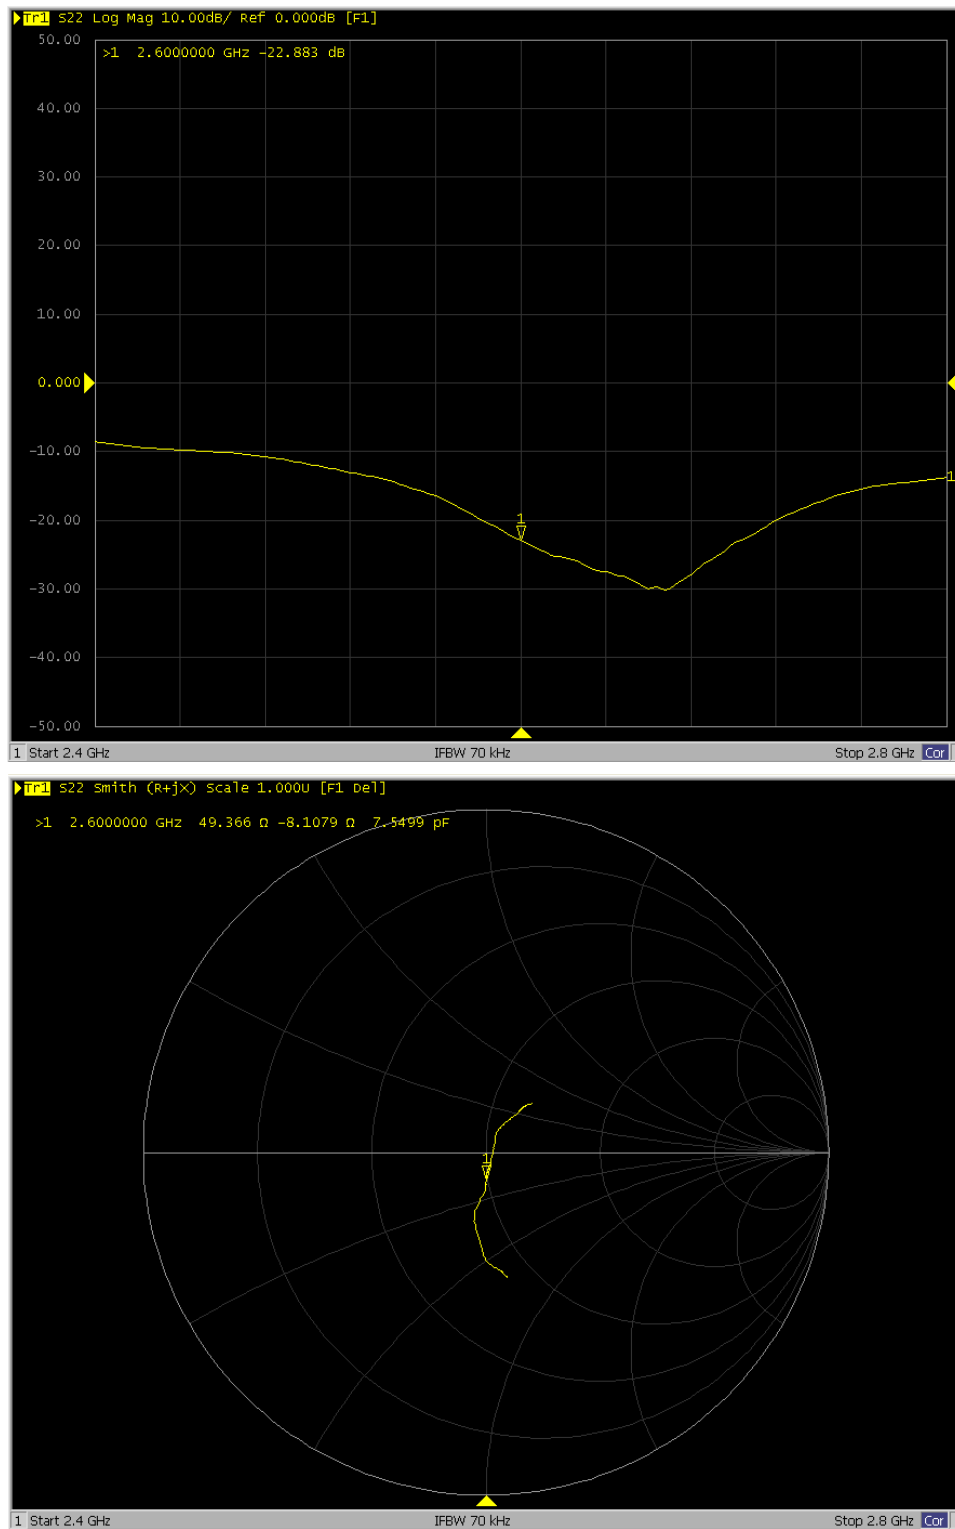 Tr1 S22 Log Mag 10.00dB/ Ref 0.000dB [F1]
50.00
>1 2.6000000 GHz -22.883 dB
40.00
30.00
20.00
10.00
0.000
-10.00
1
-20.00
1
-30.00
-40.00
-50.00
1 Start 2.4 GHz IFBW 70 kHz Stop 2.8 GHz Cor
Tr1 S22 Smith (R+jX) Scale 1.000U [F1 Del]
>1 2.6000000 GHz 49.366 Ω -8.1079 Ω 7.5499 pF
1
1 Start 2.4 GHz IFBW 70 kHz Stop 2.8 GHz Cor